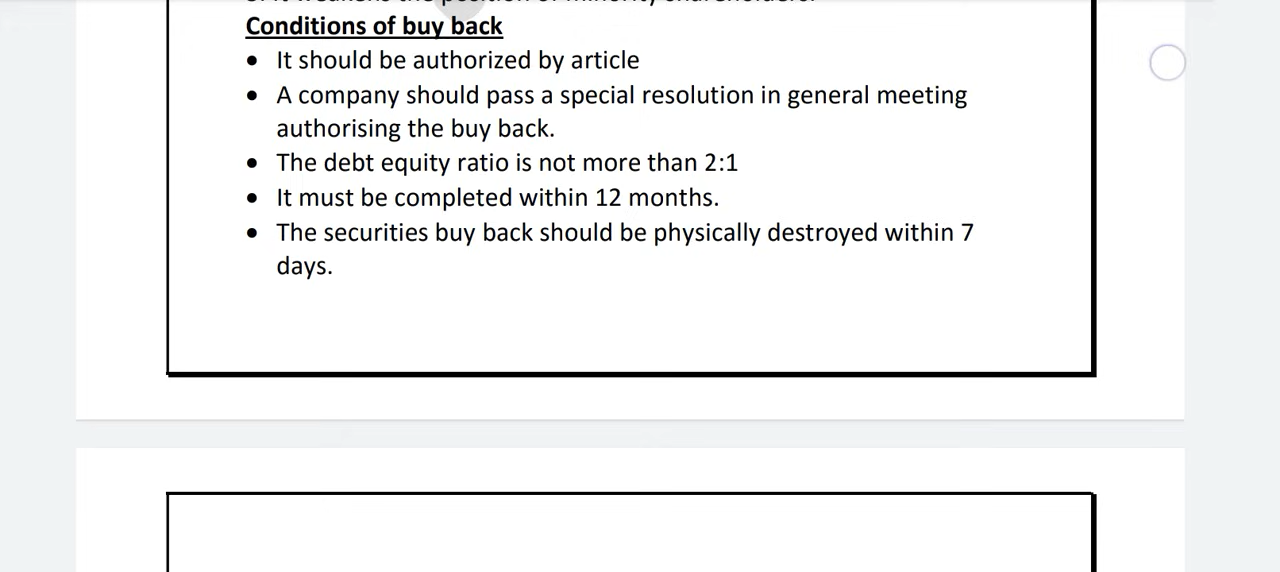 Conditions of buy back
• It should be authorized by article
• A company should pass a special resolution in general meeting
authorising the buy back.
• The debt equity ratio is not more than 2:1
• It must be completed within 12 months.
• The securities buy back should be physically destroyed within 7
days.